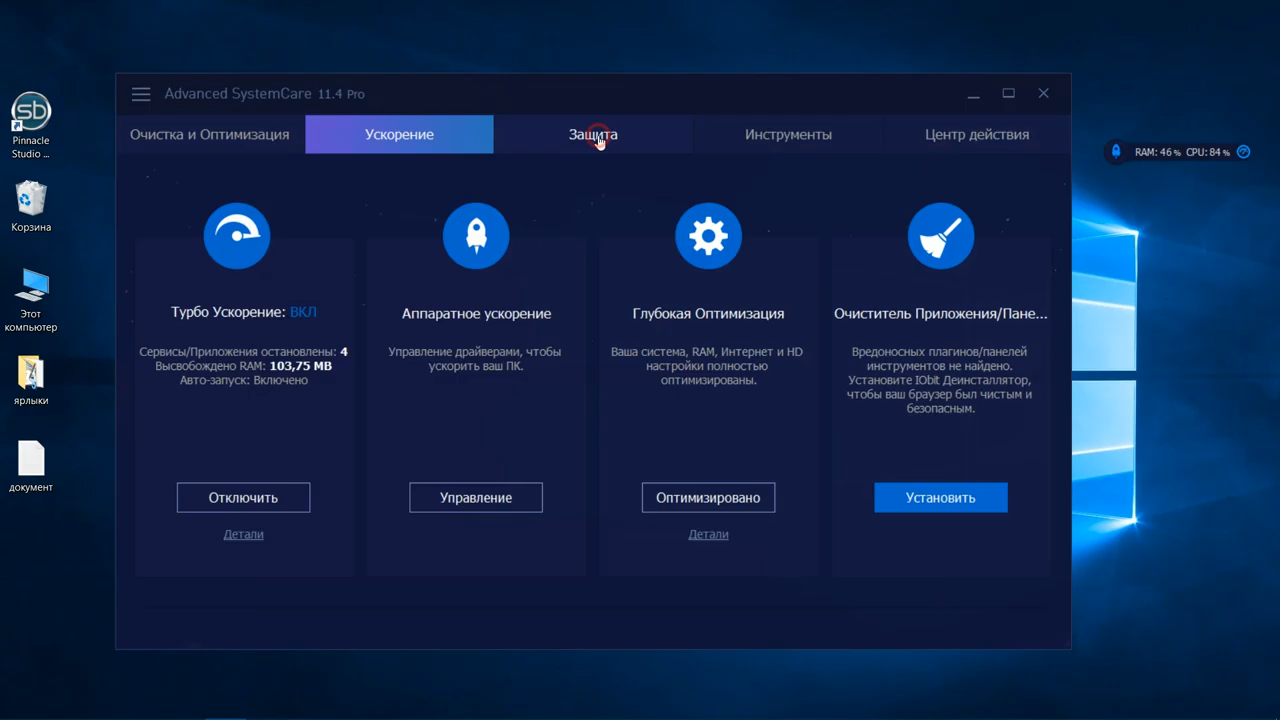 Advanced SystemCare 11.4 Pro
Очистка и Оптимизация
Ускорение
Защита
Инструменты
Центр действия
Турбо Ускорение: ВКЛ
Сервисы/Приложения остановлены: 4
Высвобождено RAM: 103,75 MB
Авто-запуск: Включено
Отключить
Детали
Аппаратное ускорение
Управление драйверами, чтобы
ускорить ваш ПК.
Управление
Глубокая Оптимизация
Ваша система, RAM, Интернет и HD
настройки полностью
оптимизированы.
Оптимизировано
Детали
Очиститель Приложения/Пане...
Вредоносных плагинов/панелей
инструментов не найдено.
Установите IObit Деинсталлятор,
чтобы ваш браузер был чистым и
безопасным.
Установить
RAM: 46 % CPU: 84 %
sb
Pinnacle
Studio ...
Корзина
Этот
компьютер
ярлыки
документ